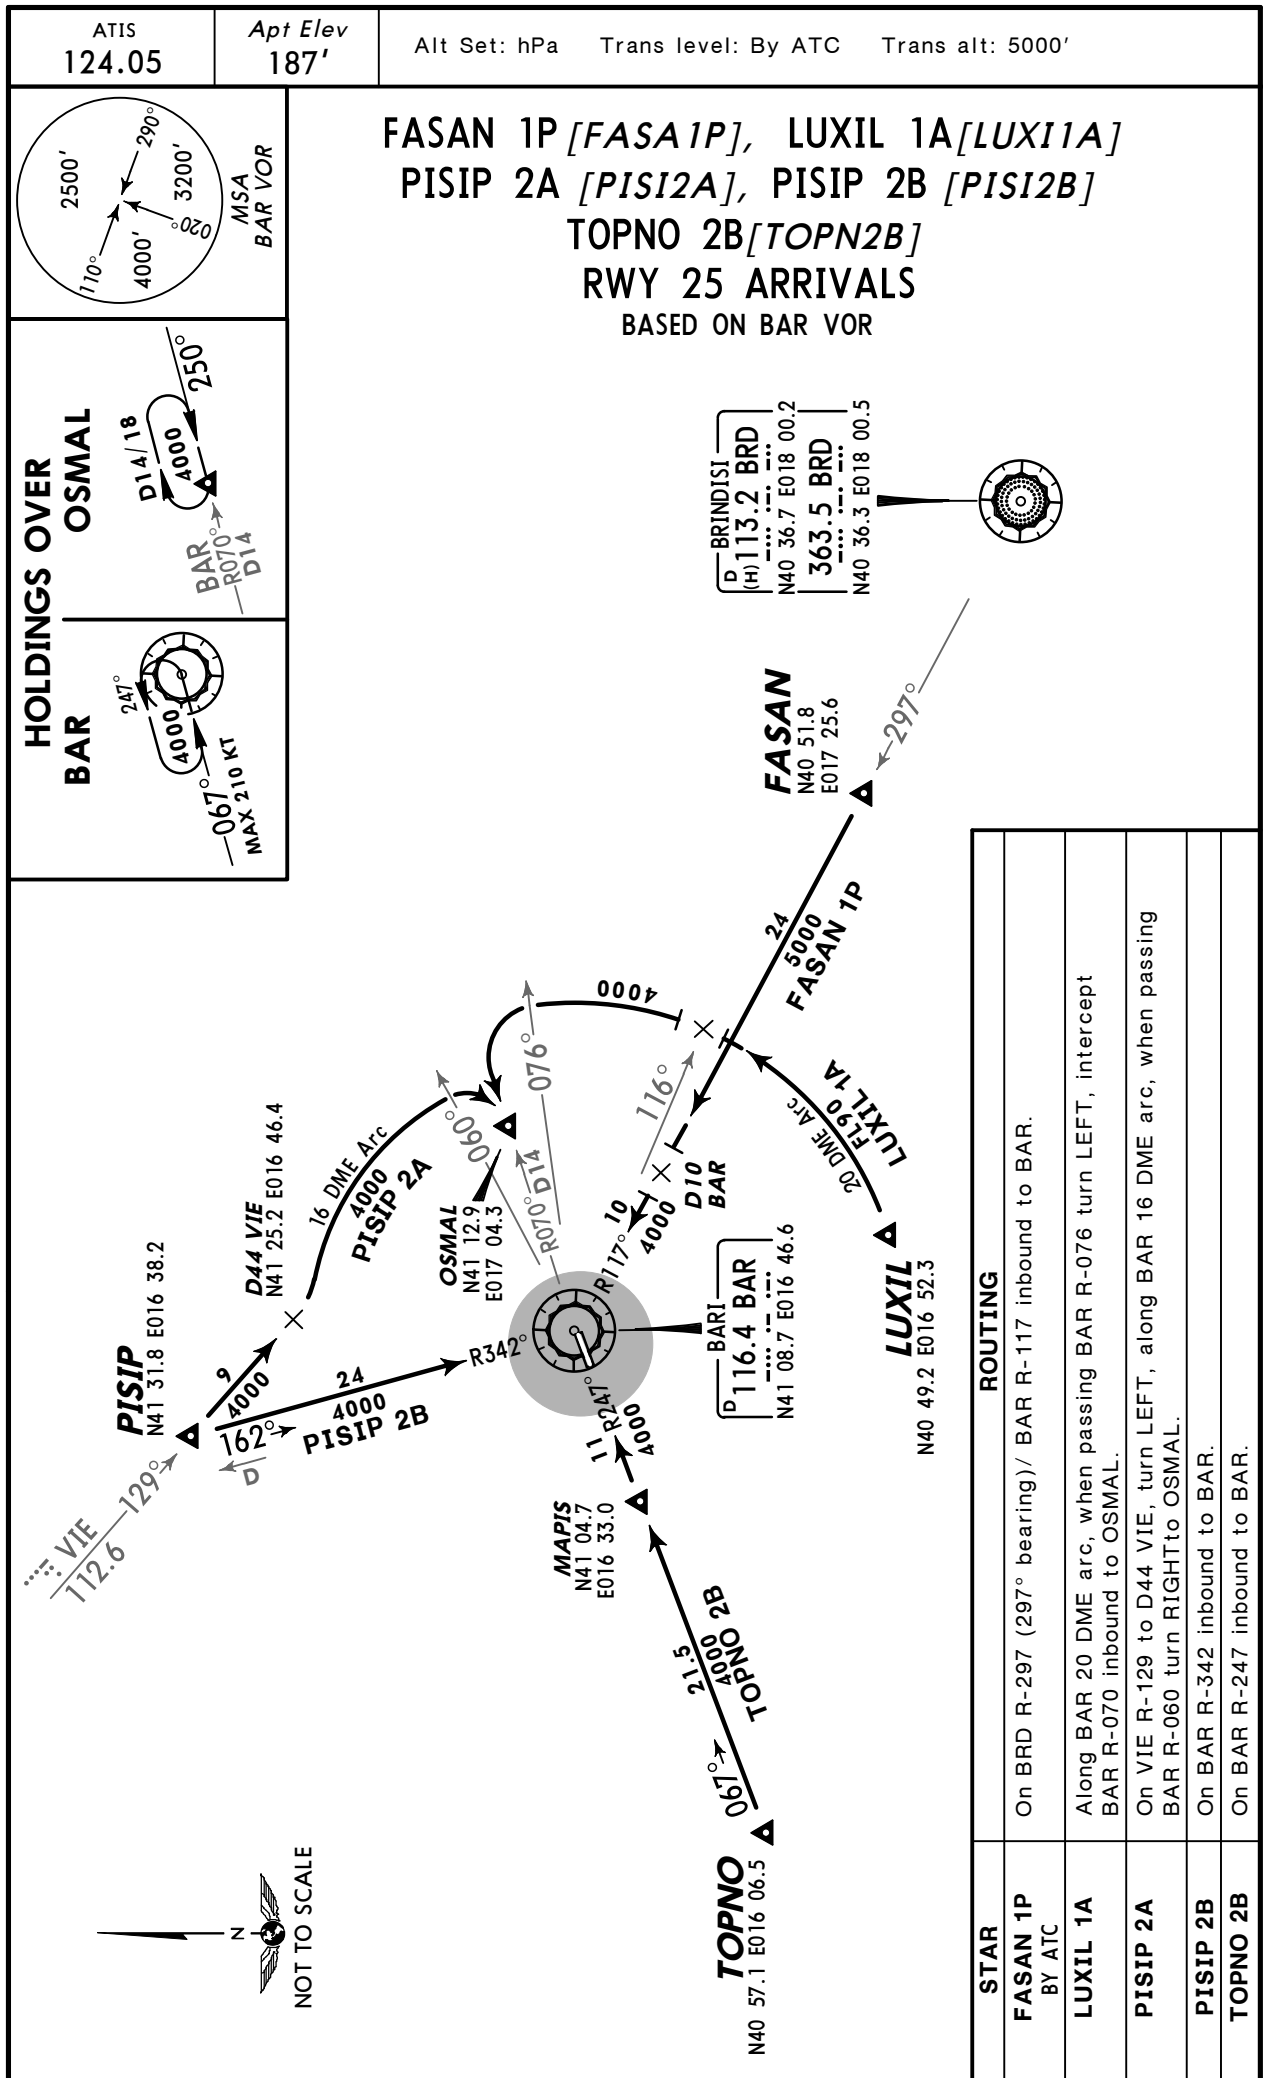 ATIS
124.05
Apt Elev
187'
Alt Set: hPa Trans level: By ATC Trans alt: 5000'
FASAN 1P [FASA1P], LUXIL 1A [LUXI1A]
PISIP 2A [PISI2A], PISIP 2B [PISI2B]
TOPNO 2B [TOPN2B]
RWY 25 ARRIVALS
BASED ON BAR VOR
290°
2500'
3200'
020°
110°
4000'
MSA
BAR VOR
HOLDINGS OVER
OSMAL
D14/18
4000
250°
BAR
R070°
D14
BAR
247°
4000
067°
MAX 210 KT
BRINDISI
D
(H) 113.2 BRD
N40 36.7 E018 00.2
363.5 BRD
N40 36.3 E018 00.5
297°
FASAN
N40 51.8
E017 25.6
24
5000
FASAN 1P
4000
116°
076°
060°
R070° D14
OSMAL
N41 12.9
E017 04.3
D10
BAR
10
4000
R117°
20 DME Arc
FL90
LUXIL 1A
LUXIL
N40 49.2 E016 52.3
BARI
D
116.4 BAR
N41 08.7 E016 46.6
16 DME Arc
4000
PISIP 2A
D44 VIE
N41 25.2 E016 46.4
PISIP
N41 31.8 E016 38.2
9
4000
24
4000
PISIP 2B
R342°
162°
D
129°
VIE
112.6
R247°
11
4000
MAPIS
N41 04.7
E016 33.0
21.5
4000
TOPNO 2B
067°
TOPNO
N40 57.1 E016 06.5
N
NOT TO SCALE
STAR ROUTING
FASAN 1P
BY ATC
On BRD R-297 (297° bearing)/ BAR R-117 inbound to BAR.
LUXIL 1A
Along BAR 20 DME arc, when passing BAR R-076 turn LEFT, intercept
BAR R-070 inbound to OSMAL.
PISIP 2A
On VIE R-129 to D44 VIE, turn LEFT, along BAR 16 DME arc, when passing
BAR R-060 turn RIGHT to OSMAL.
PISIP 2B
On BAR R-342 inbound to BAR.
TOPNO 2B
On BAR R-247 inbound to BAR.